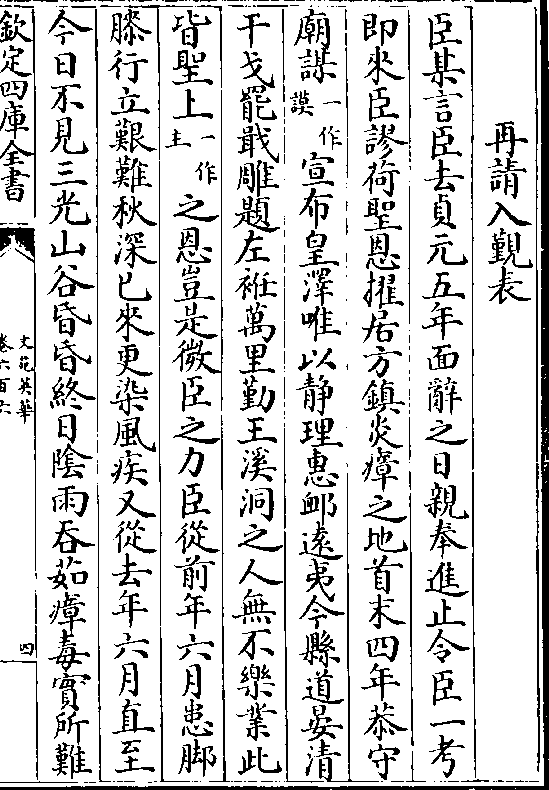 再請入覲表
臣某言臣去貞元五年面辭之日親奉進止令臣一考
即來臣謬荷聖恩擢居方鎮炎瘴之地首末四年恭守
廟謀一作謨宣布皇澤唯以静理惠䘏遠夷今縣道晏清
干戈罷戢雕題左袵萬里勤王溪洞之人無不樂業此
皆聖上一作主之恩豈是微臣之力臣從前年六月患脚
膝行立艱難秋深已來更染風疾又從去年六月直至
今日不見三光山谷昏昏終日陰雨吞茹瘴毒實所難
欽定四庫全書
文苑英華
卷六百六
四